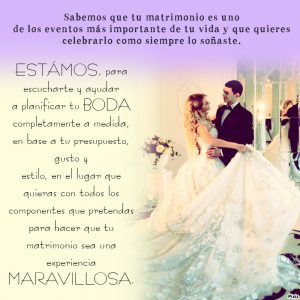 Sabemos que tu matrimonio es uno
de los eventos más importante de tu vida y que quieres
celebrarlo como siempre lo soñaste.
ESTÁMOS, para
escucharte y ayudar
a planificar tu BODA
completamente a medida,
en base a tu presupuesto,
gusto y
estilo, en el lugar que
quieras con todos los
componentes que pretendas
para hacer que tu
matrimonio sea una
experiencia
MARAVILLOSA.